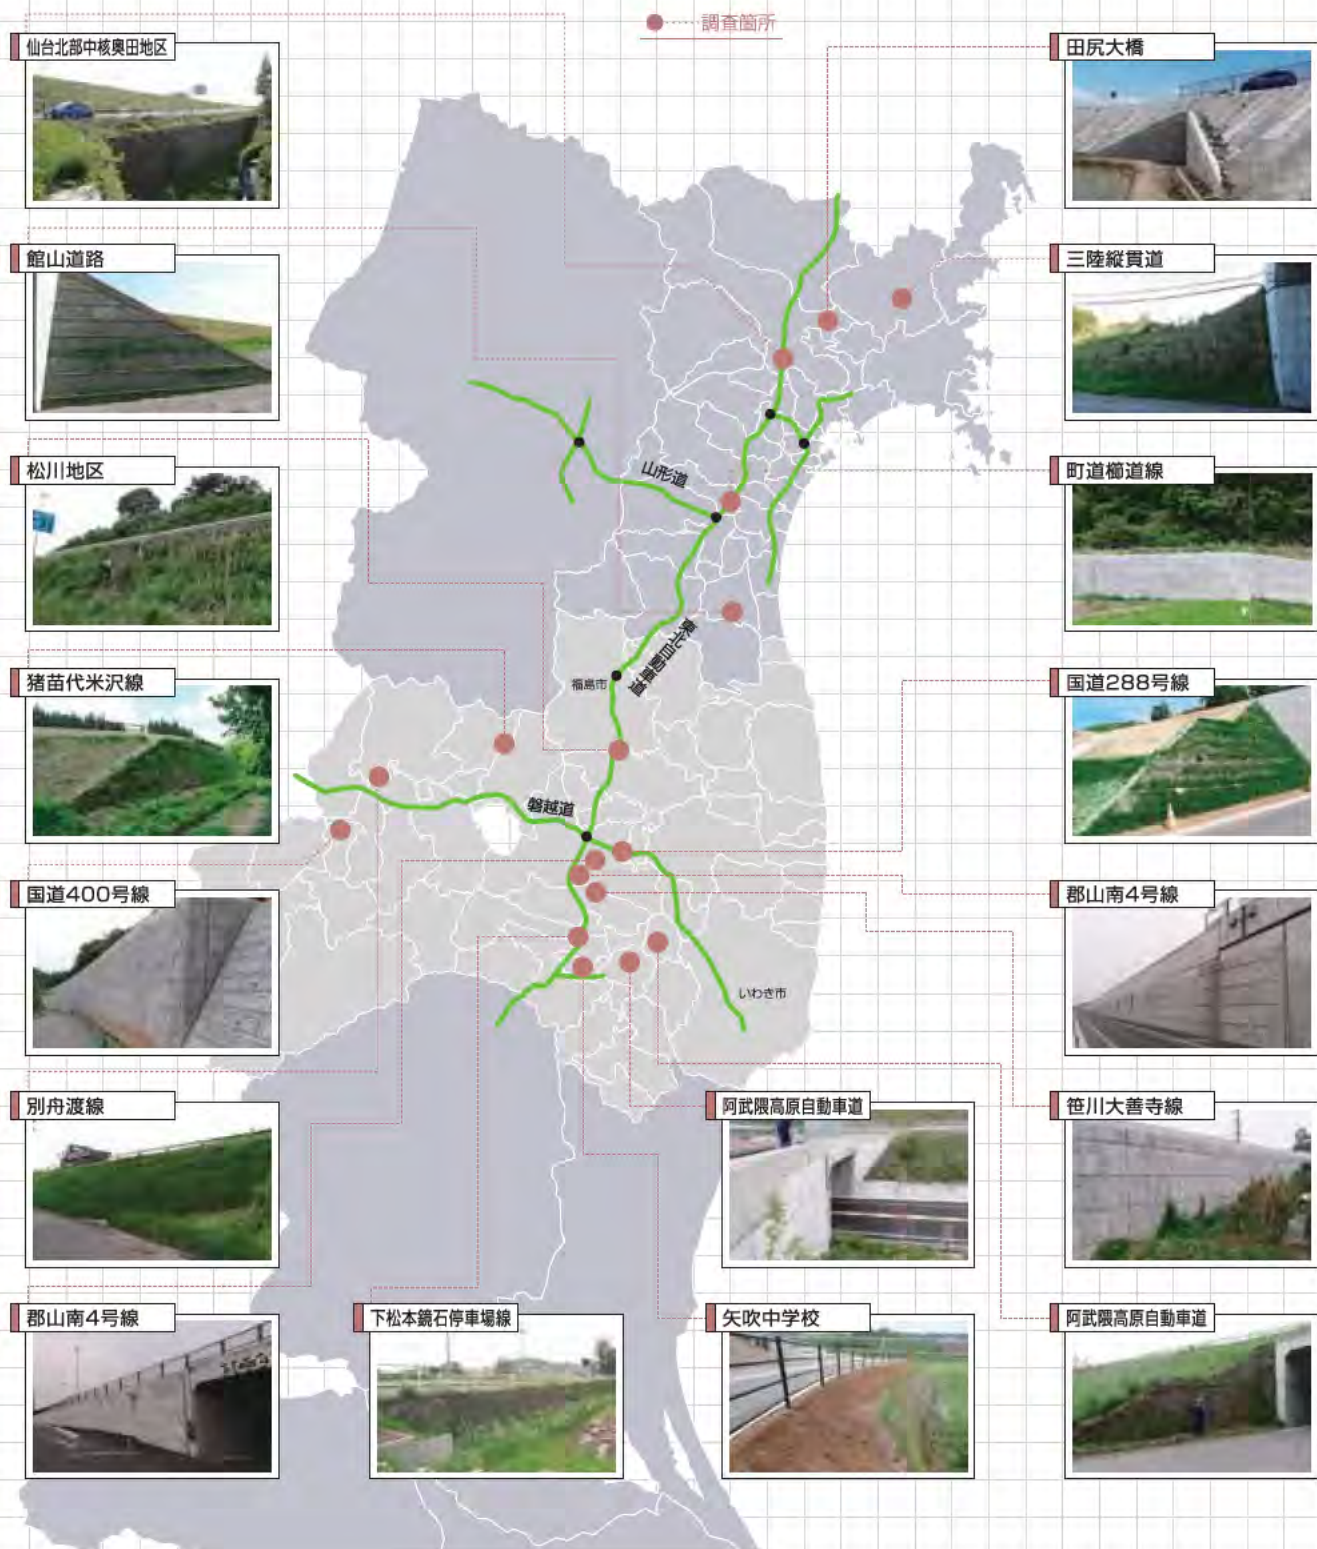 調査箇所
仙台北部中核奥田地区
田尻大橋
館山道路
三陸縦貫道
松川地区
町道櫛道線
山形道
東北自動車道
福島市
猪苗代米沢線
国道288号線
磐越道
国道400号線
郡山南4号線
いわき市
別舟渡線
阿武隈高原自動車道
笹川大善寺線
郡山南4号線
下松本鏡石停車場線
矢吹中学校
阿武隈高原自動車道